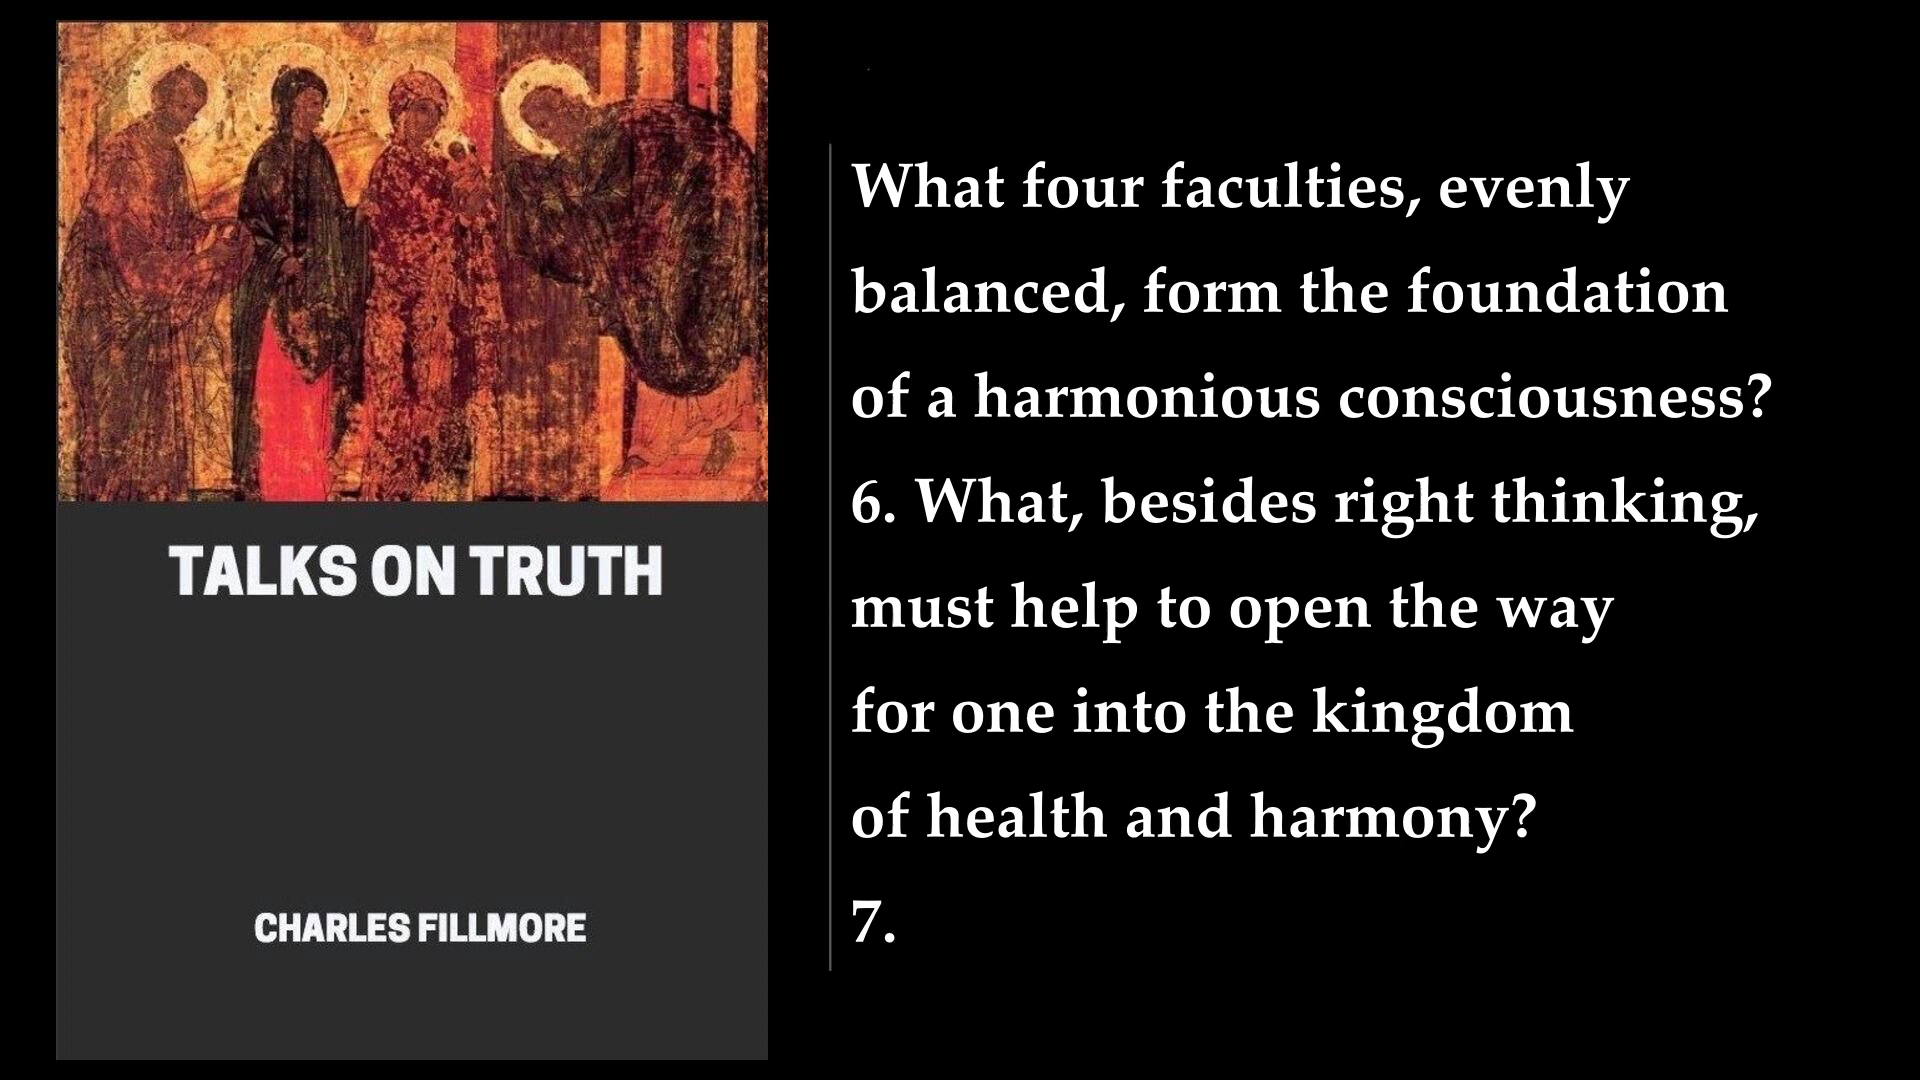 TALKS ON TRUTH
CHARLES FILLMORE
What four faculties, evenly
balanced, form the foundation
of a harmonious consciousness?
6. What, besides right thinking,
must help to open the way
for one into the kingdom
of health and harmony?
7.